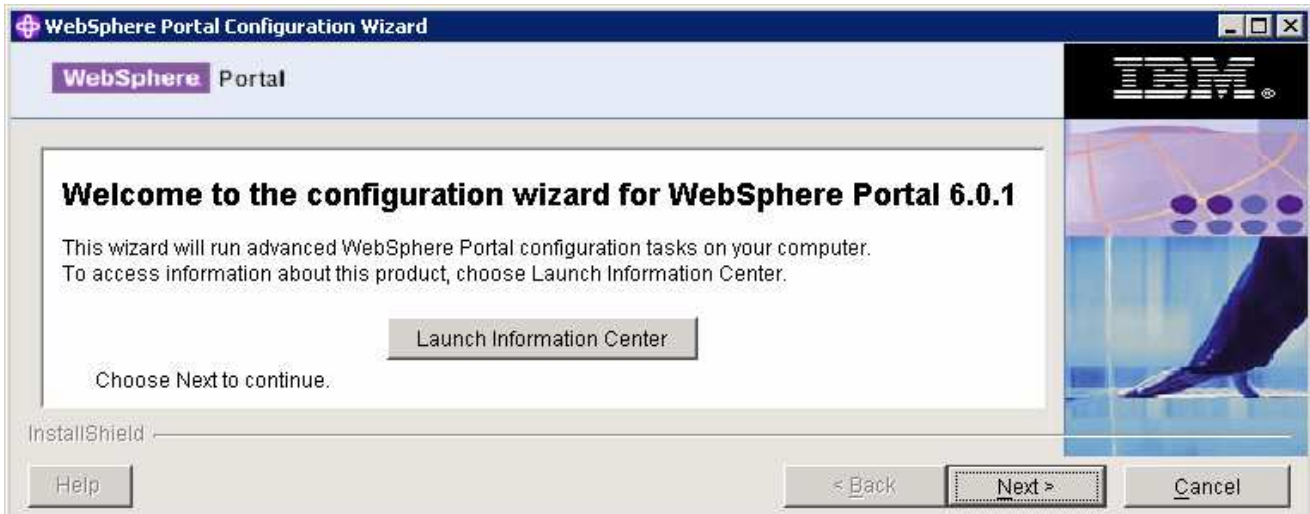 WebSphere Portal Configuration Wizard
WebSphere Portal
IBM®
Welcome to the configuration wizard for WebSphere Portal 6.0.1
This wizard will run advanced WebSphere Portal configuration tasks on your computer.
To access information about this product, choose Launch Information Center.
Launch Information Center
Choose Next to continue.
InstallShield
Help
< Back
Next >
Cancel